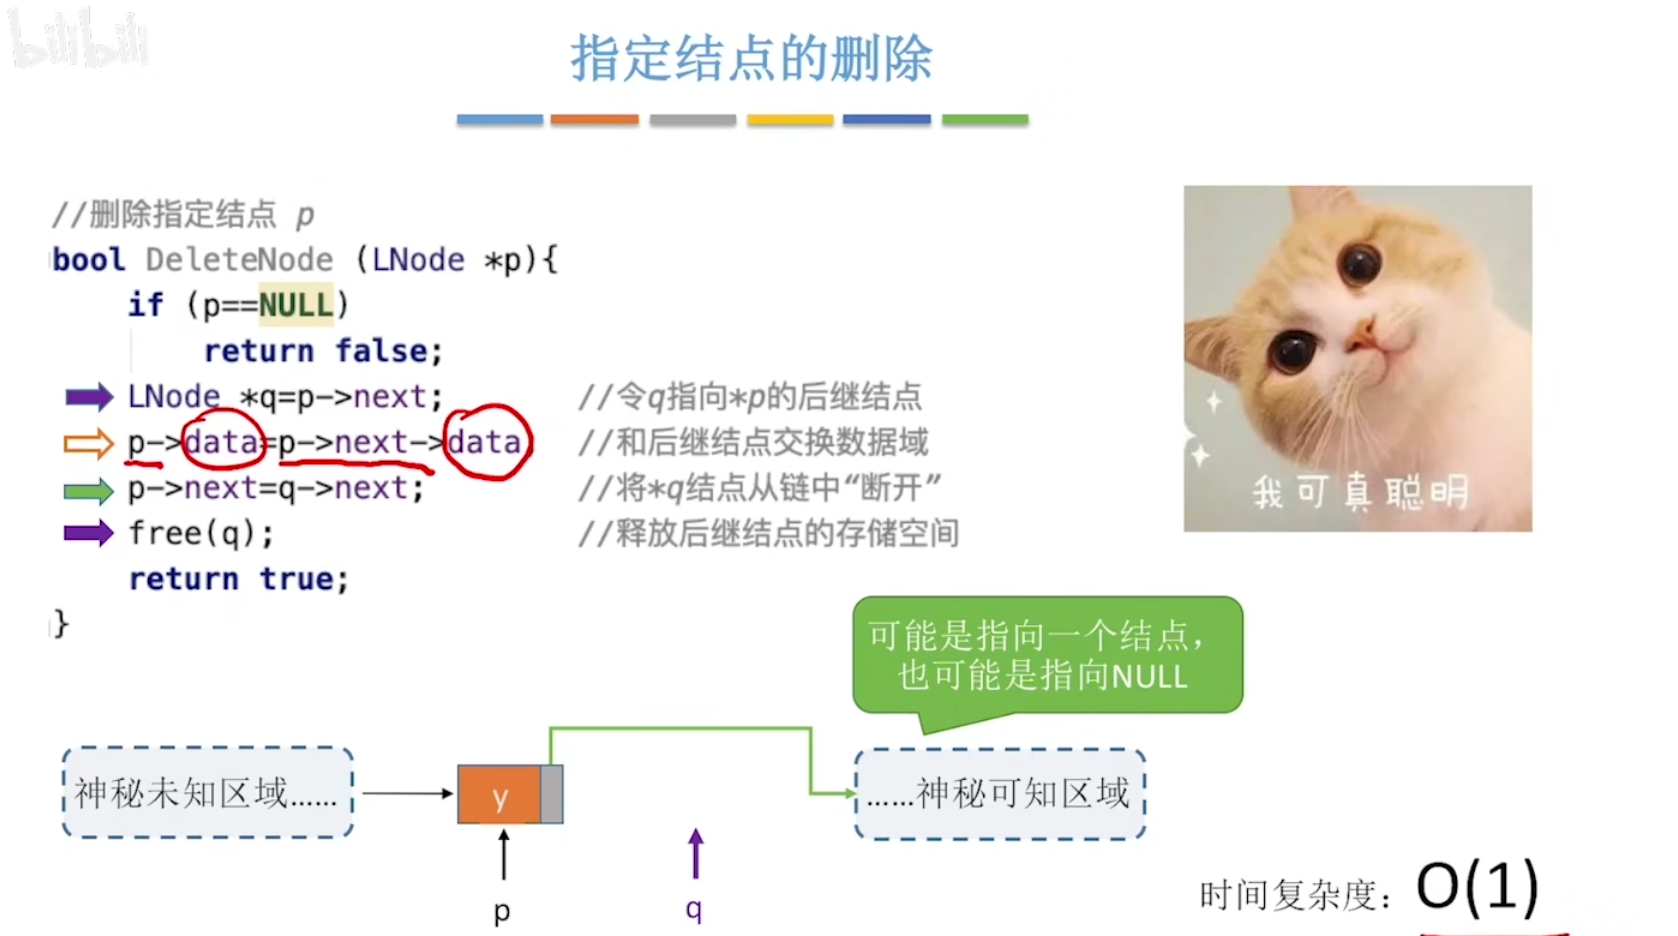 bilibili
指定结点的删除
//删除指定结点 p
bool DeleteNode (LNode *p){
if (p==NULL)
return false;
LNode *q=p->next; //令q指向*p的后继结点
p->data=p->next->data //和后继结点交换数据域
p->next=q->next; //将*q结点从链中“断开”
free(q); //释放后继结点的存储空间
return true;
}
我可真聪明
可能是指向一个结点，
也可能是指向NULL
神秘未知区域……
y
……神秘可知区域
p
q
时间复杂度：O(1)